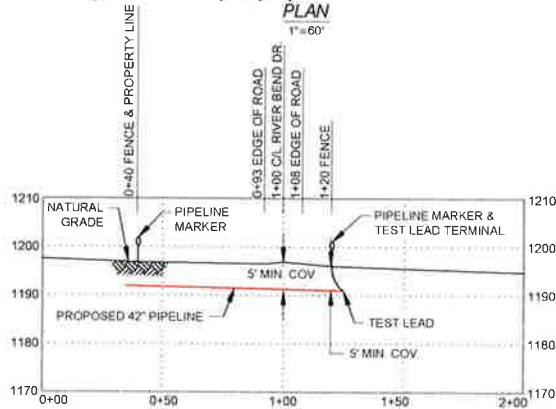 PLAN
1"=60'
0+40 FENCE & PROPERTY LINE
0+93 EDGE OF ROAD
1+00 C/L RIVER BEND DR.
1+08 EDGE OF ROAD
1+20 FENCE
1210
1210
NATURAL
GRADE
PIPELINE
MARKER
PIPELINE MARKER &
TEST LEAD TERMINAL
1200
1200
5' MIN. COV
1190
1190
PROPOSED 42" PIPELINE
TEST LEAD
1180
5' MIN. COV.
1180
1170
1170
0+00
0+50
1+00
1+50
2+00